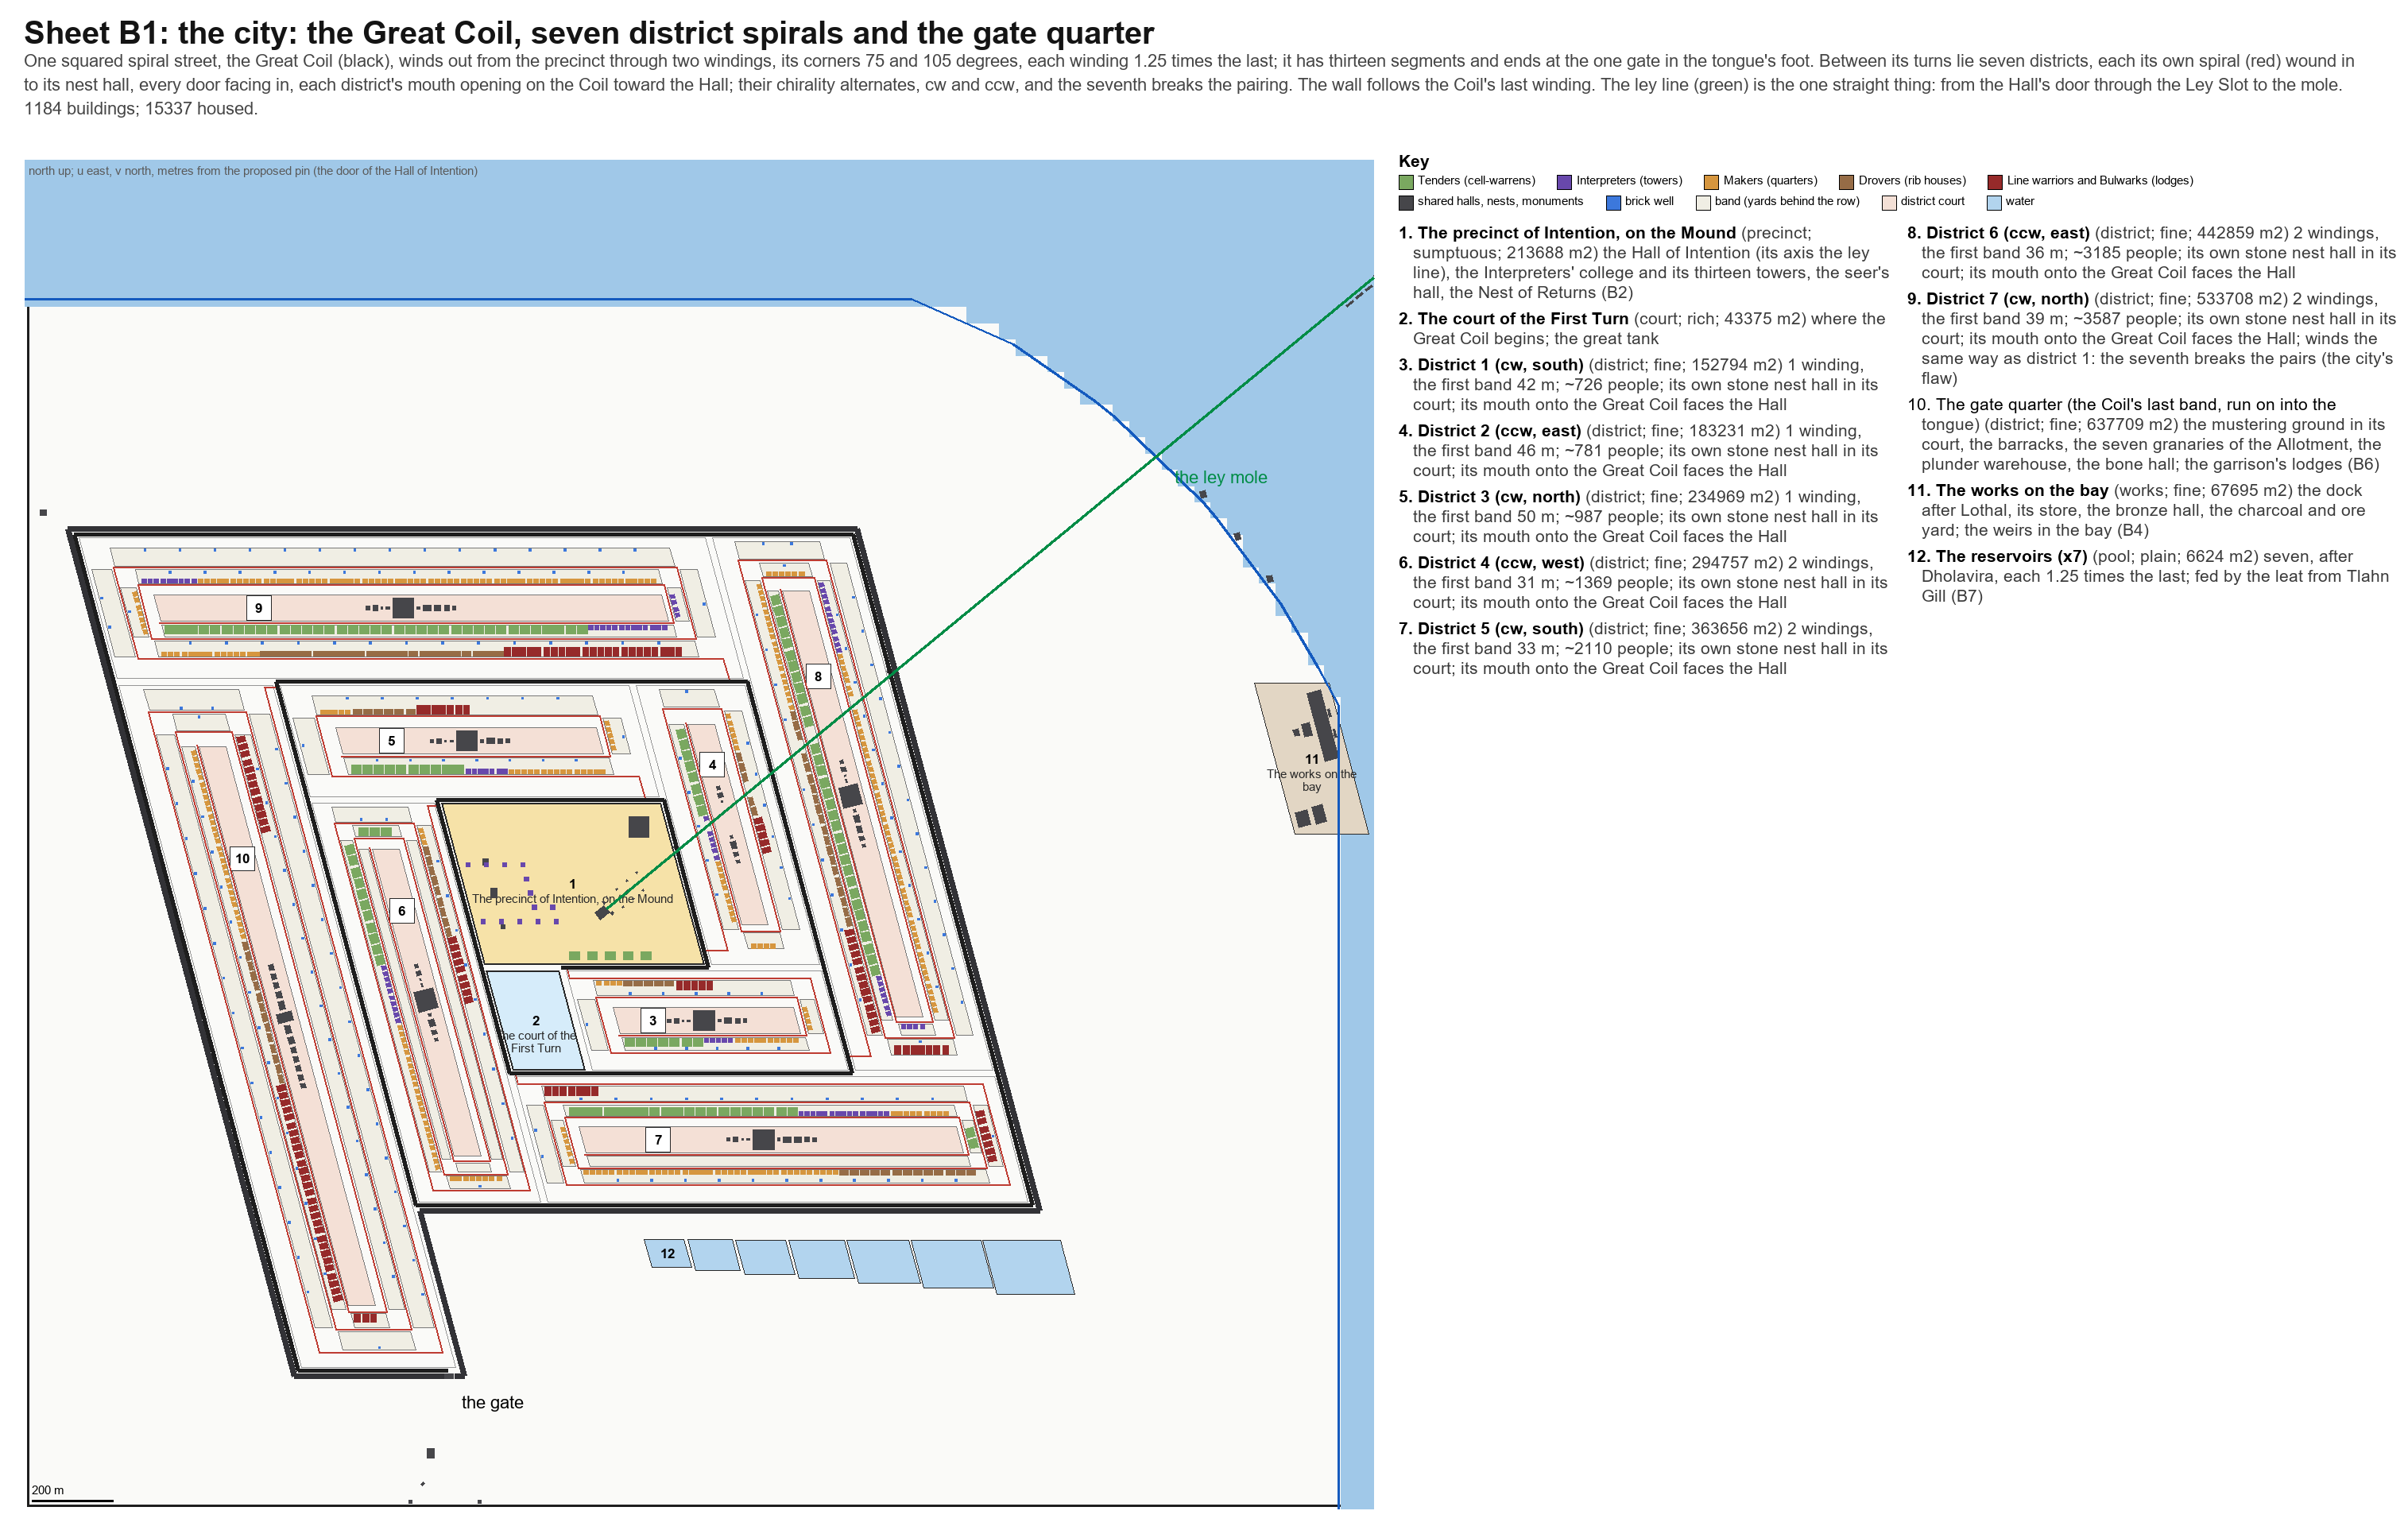 Sheet B1: the city: the Great Coil, seven district spirals and the gate quarter
One squared spiral street, the Great Coil (black), winds out from the precinct through two windings, its corners 75 and 105 degrees, each winding 1.25 times the last; it has thirteen segments and ends at the one gate in the tongue's foot. Between its turns lie seven districts, each its own spiral (red) wound in
to its nest hall, every door facing in, each district's mouth opening on the Coil toward the Hall; their chirality alternates, cw and ccw, and the seventh breaks the pairing. The wall follows the Coil's last winding. The ley line (green) is the one straight thing: from the Hall's door through the Ley Slot to the mole.
1184 buildings; 15337 housed.
north up; u east, v north, metres from the proposed pin (the door of the Hall of Intention)
the ley mole
9
8
5
4
10
6
1
The precinct of Intention, on the Mound
2
the court of the
First Turn
3
7
11
The works on the
bay
12
the gate
200 m
Key
Tenders (cell-warrens)
Interpreters (towers)
Makers (quarters)
Drovers (rib houses)
Line warriors and Bulwarks (lodges)
shared halls, nests, monuments
brick well
band (yards behind the row)
district court
water
1. The precinct of Intention, on the Mound (precinct;
sumptuous; 213688 m2) the Hall of Intention (its axis the ley
line), the Interpreters' college and its thirteen towers, the seer's
hall, the Nest of Returns (B2)
2. The court of the First Turn (court; rich; 43375 m2) where the
Great Coil begins; the great tank
3. District 1 (cw, south) (district; fine; 152794 m2) 1 winding,
the first band 42 m; ~726 people; its own stone nest hall in its
court; its mouth onto the Great Coil faces the Hall
4. District 2 (ccw, east) (district; fine; 183231 m2) 1 winding,
the first band 46 m; ~781 people; its own stone nest hall in its
court; its mouth onto the Great Coil faces the Hall
5. District 3 (cw, north) (district; fine; 234969 m2) 1 winding,
the first band 50 m; ~987 people; its own stone nest hall in its
court; its mouth onto the Great Coil faces the Hall
6. District 4 (ccw, west) (district; fine; 294757 m2) 2 windings,
the first band 31 m; ~1369 people; its own stone nest hall in its
court; its mouth onto the Great Coil faces the Hall
7. District 5 (cw, south) (district; fine; 363656 m2) 2 windings,
the first band 33 m; ~2110 people; its own stone nest hall in its
court; its mouth onto the Great Coil faces the Hall
8. District 6 (ccw, east) (district; fine; 442859 m2) 2 windings,
the first band 36 m; ~3185 people; its own stone nest hall in its
court; its mouth onto the Great Coil faces the Hall
9. District 7 (cw, north) (district; fine; 533708 m2) 2 windings,
the first band 39 m; ~3587 people; its own stone nest hall in its
court; its mouth onto the Great Coil faces the Hall; winds the
same way as district 1: the seventh breaks the pairs (the city's
flaw)
10. The gate quarter (the Coil's last band, run on into the
tongue) (district; fine; 637709 m2) the mustering ground in its
court, the barracks, the seven granaries of the Allotment, the
plunder warehouse, the bone hall; the garrison's lodges (B6)
11. The works on the bay (works; fine; 67695 m2) the dock
after Lothal, its store, the bronze hall, the charcoal and ore
yard; the weirs in the bay (B4)
12. The reservoirs (x7) (pool; plain; 6624 m2) seven, after
Dholavira, each 1.25 times the last; fed by the leat from Tlahn
Gill (B7)